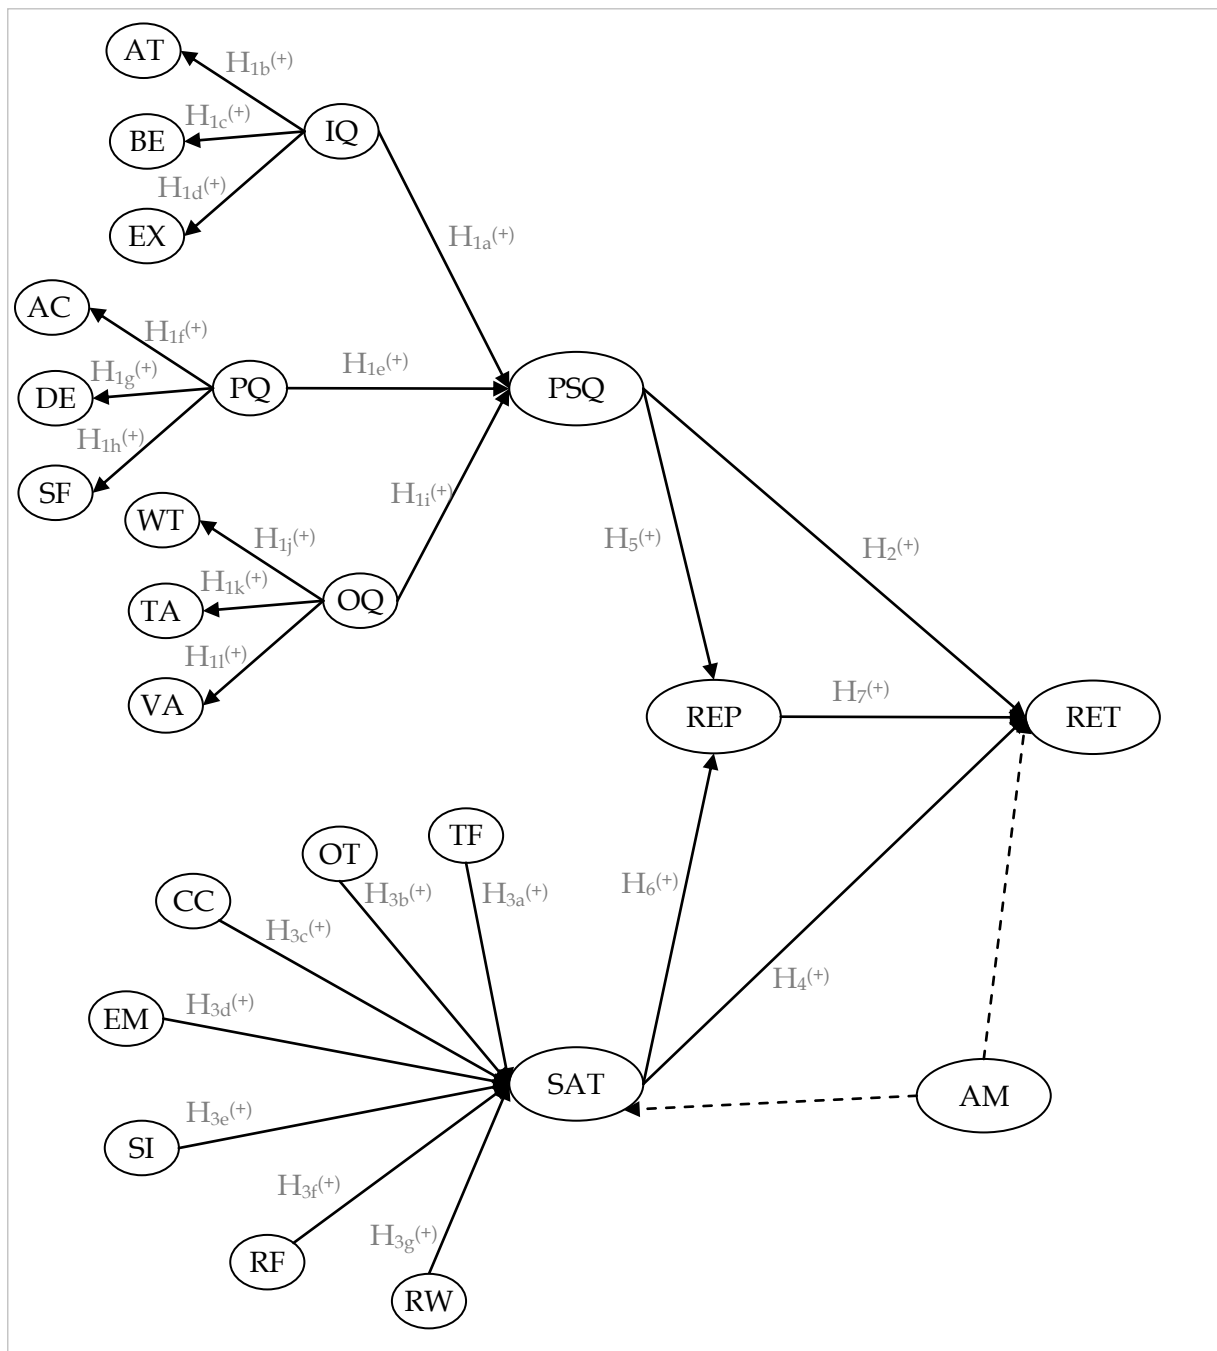 AT
H1b(+)
H1c(+)
BE
IQ
H1d(+)
EX
H1a(+)
AC
H1f(+)
H1e(+)
H1g(+)
DE
PQ
PSQ
H1h(+)
SF
H1i(+)
WT
H1j(+)
H5(+)
H2(+)
H1k(+)
TA
OQ
H1l(+)
VA
H7(+)
REP
RET
TF
OT
H3b(+)
H3a(+)
H6(+)
CC
H3c(+)
H4(+)
H3d(+)
EM
SAT
AM
H3e(+)
SI
H3f(+)
H3g(+)
RF
RW